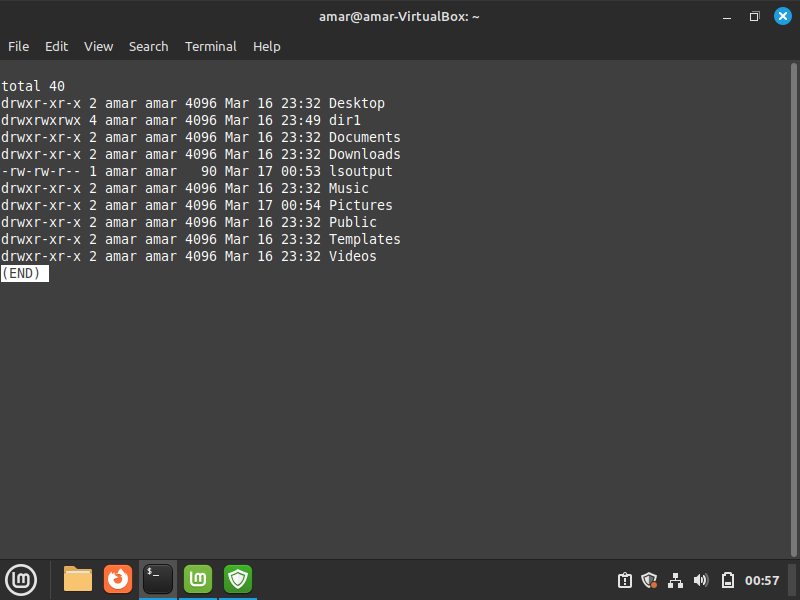 amar@amar-VirtualBox: ~
File Edit View Search Terminal Help
total 40
drwxr-xr-x 2 amar amar 4096 Mar 16 23:32 Desktop
drwxrwxrwx 4 amar amar 4096 Mar 16 23:49 dir1
drwxr-xr-x 2 amar amar 4096 Mar 16 23:32 Documents
drwxr-xr-x 2 amar amar 4096 Mar 16 23:32 Downloads
-rw-rw-r-- 1 amar amar   90 Mar 17 00:53 lsoutput
drwxr-xr-x 2 amar amar 4096 Mar 16 23:32 Music
drwxr-xr-x 2 amar amar 4096 Mar 17 00:54 Pictures
drwxr-xr-x 2 amar amar 4096 Mar 16 23:32 Public
drwxr-xr-x 2 amar amar 4096 Mar 16 23:32 Templates
drwxr-xr-x 2 amar amar 4096 Mar 16 23:32 Videos
(END)
$_
00:57